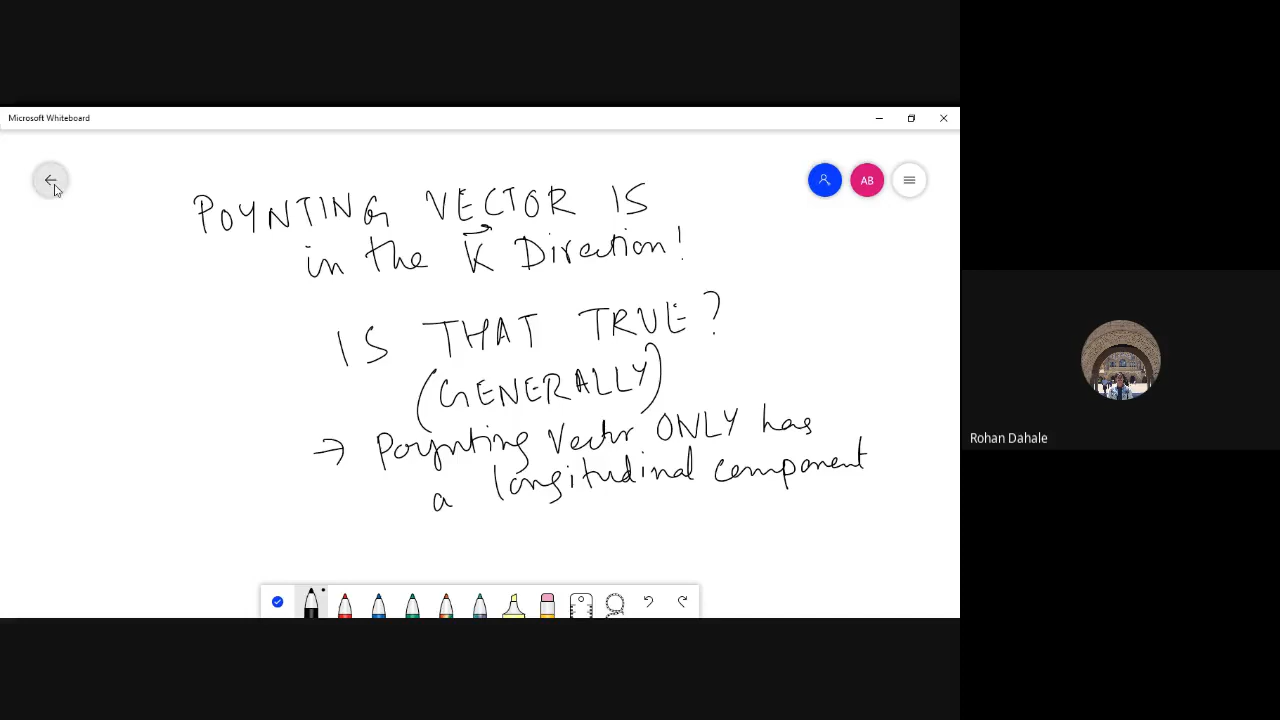 Microsoft Whiteboard
AB
POYNTING VECTOR IS
in the K Direction!
IS THAT TRUE?
(GENERALLY)
→ Poynting Vector ONLY has
a longitudinal component
Rohan Dahale